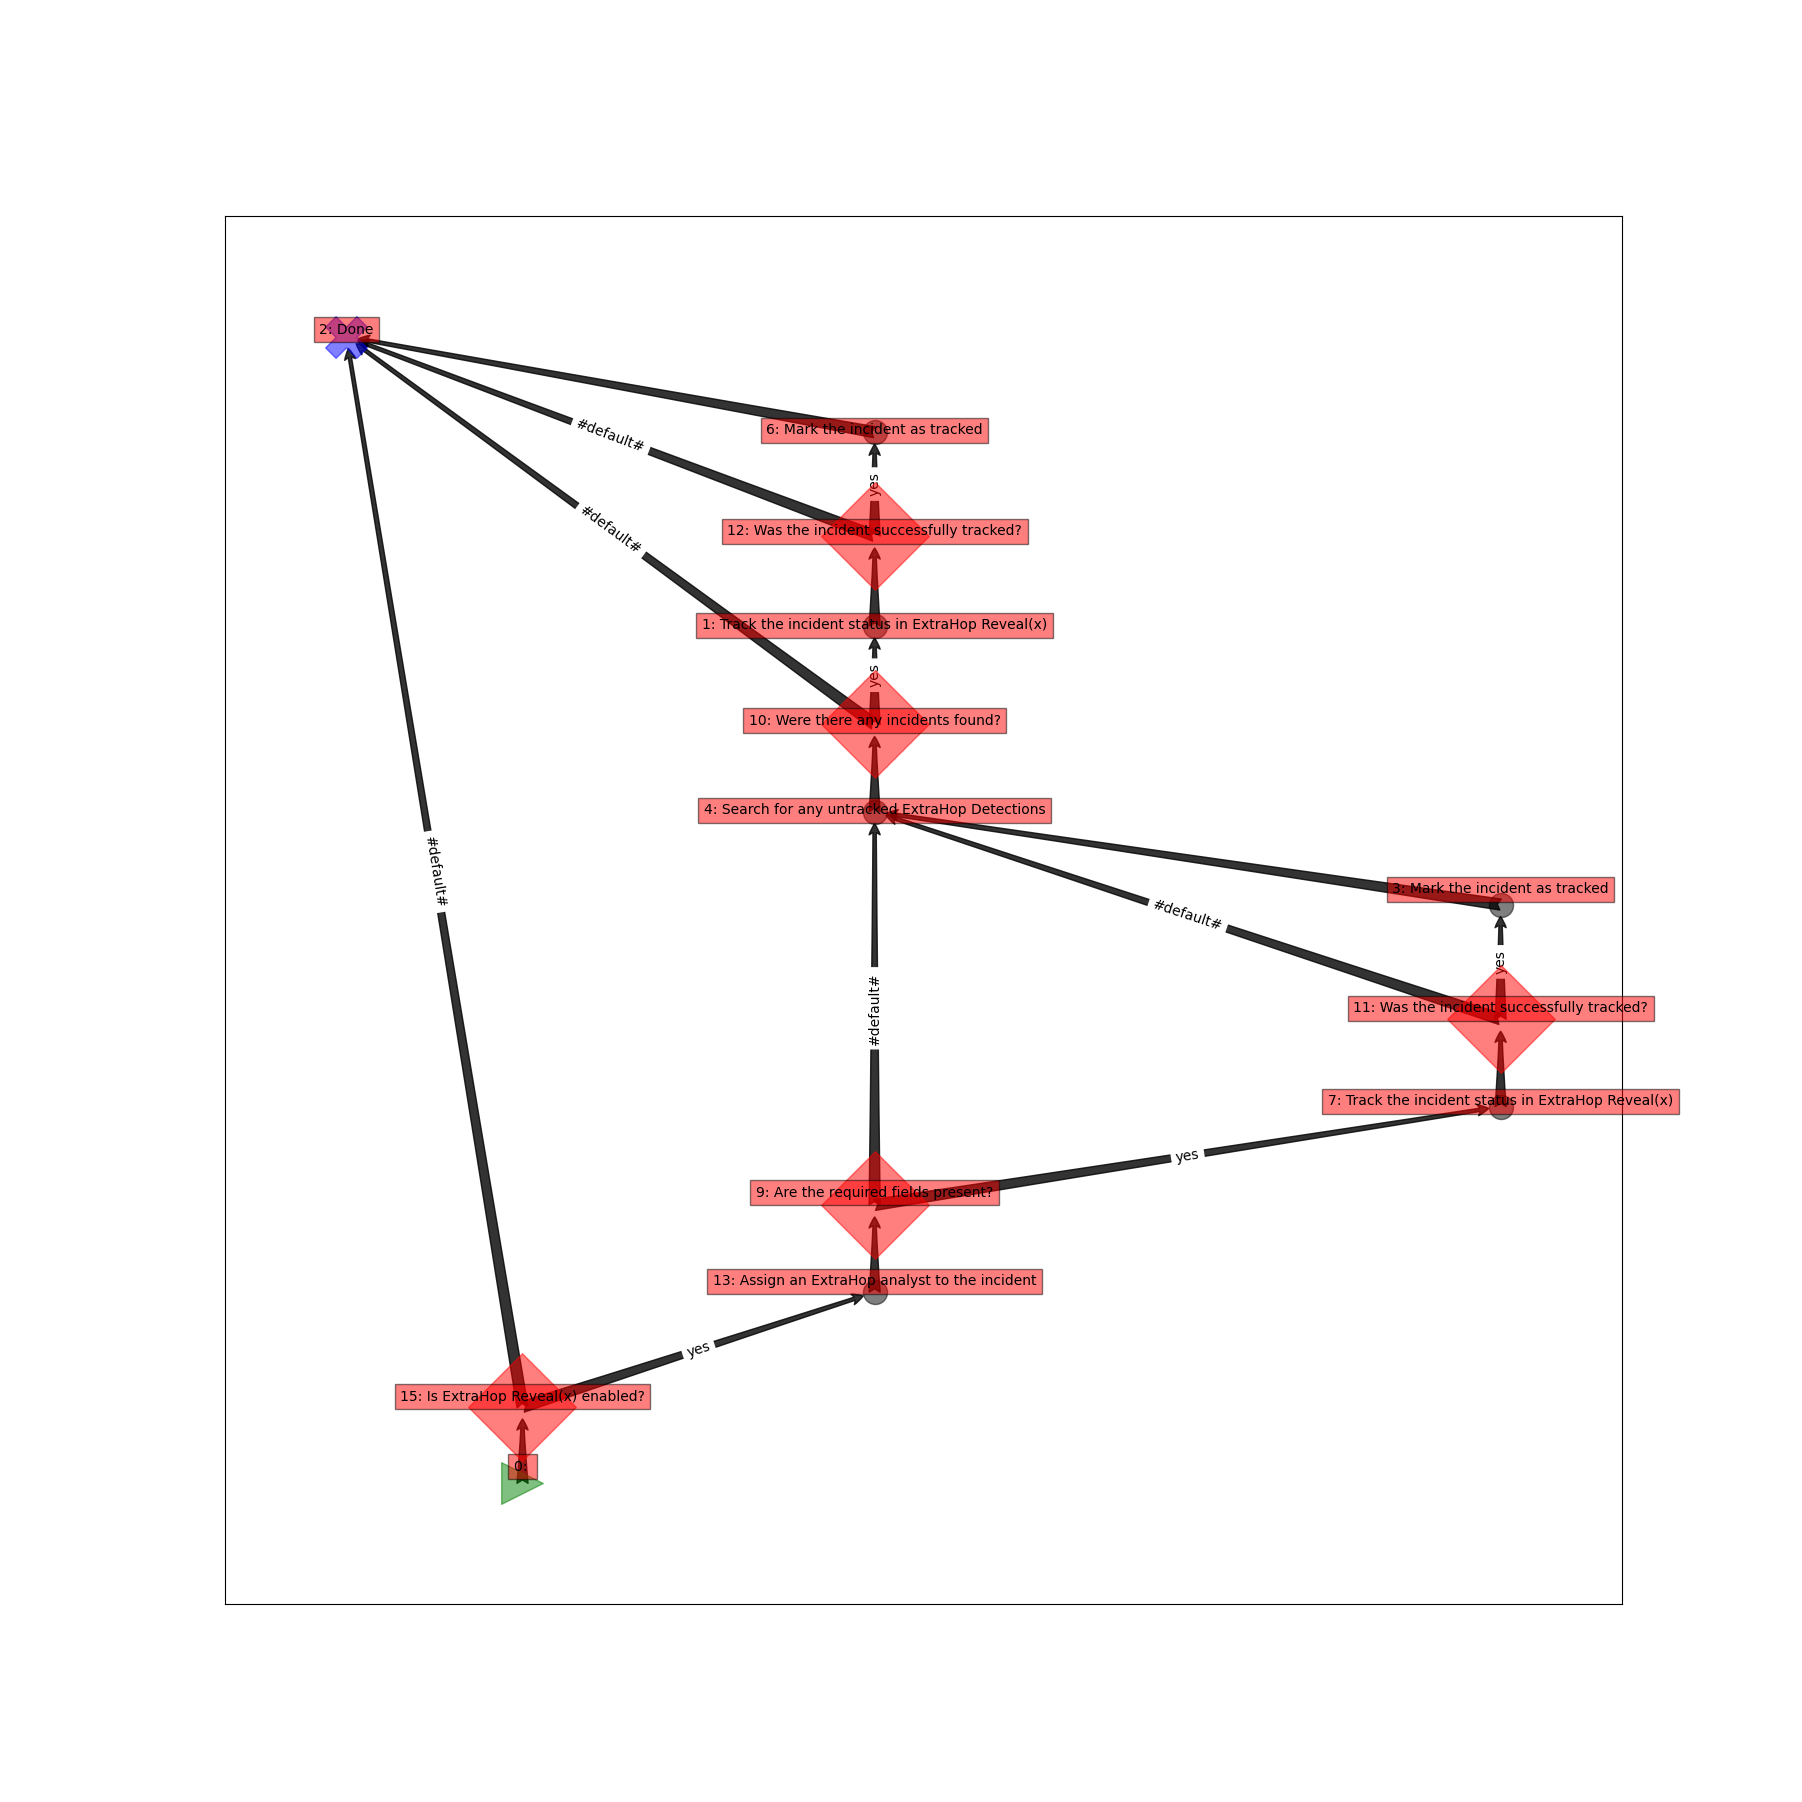 2: Done
6: Mark the incident as tracked
#default#
yes
#default#
12: Was the incident successfully tracked?
1: Track the incident status in ExtraHop Reveal(x)
yes
10: Were there any incidents found?
4: Search for any untracked ExtraHop Detections
#default#
3: Mark the incident as tracked
#default#
yes
#default#
11: Was the incident successfully tracked?
7: Track the incident status in ExtraHop Reveal(x)
yes
9: Are the required fields present?
13: Assign an ExtraHop analyst to the incident
yes
15: Is ExtraHop Reveal(x) enabled?
0: